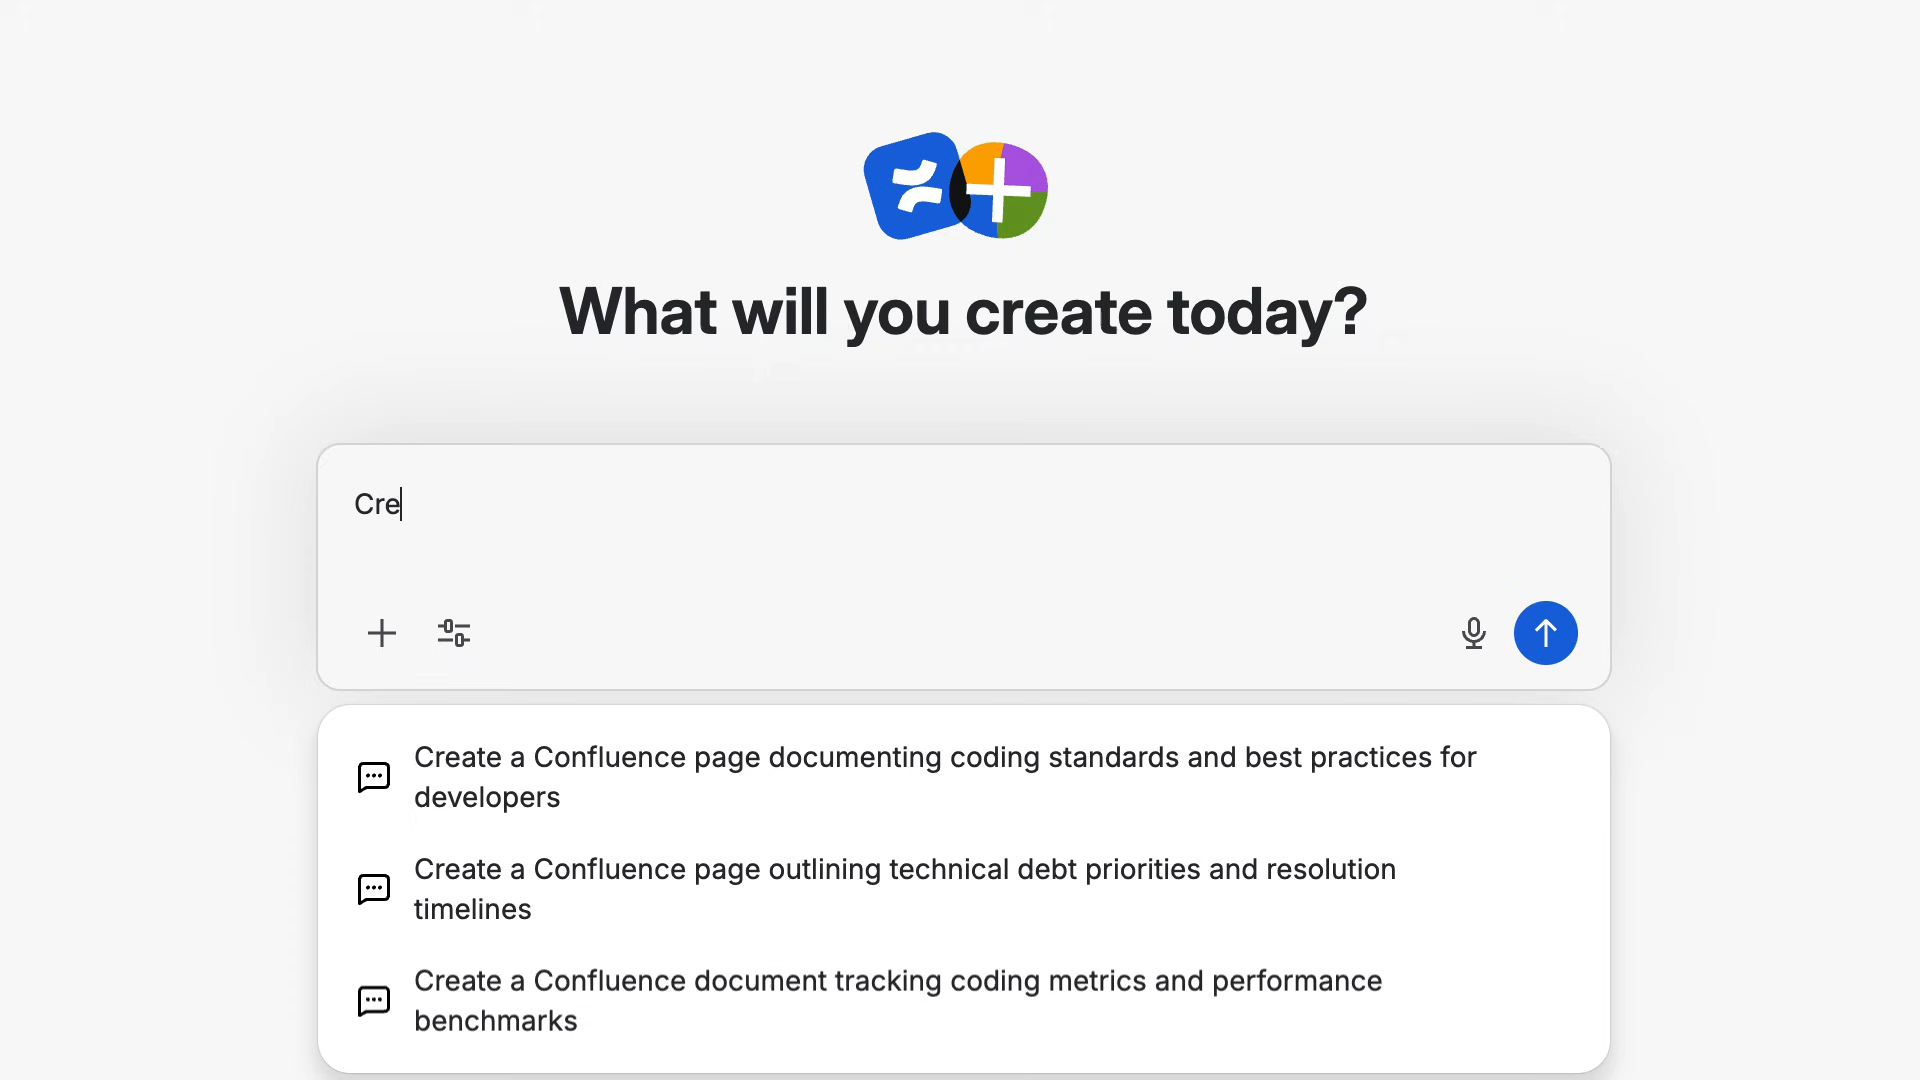 What will you create today?
Cre
Create a Confluence page documenting coding standards and best practices for
developers
Create a Confluence page outlining technical debt priorities and resolution
timelines
Create a Confluence document tracking coding metrics and performance
benchmarks